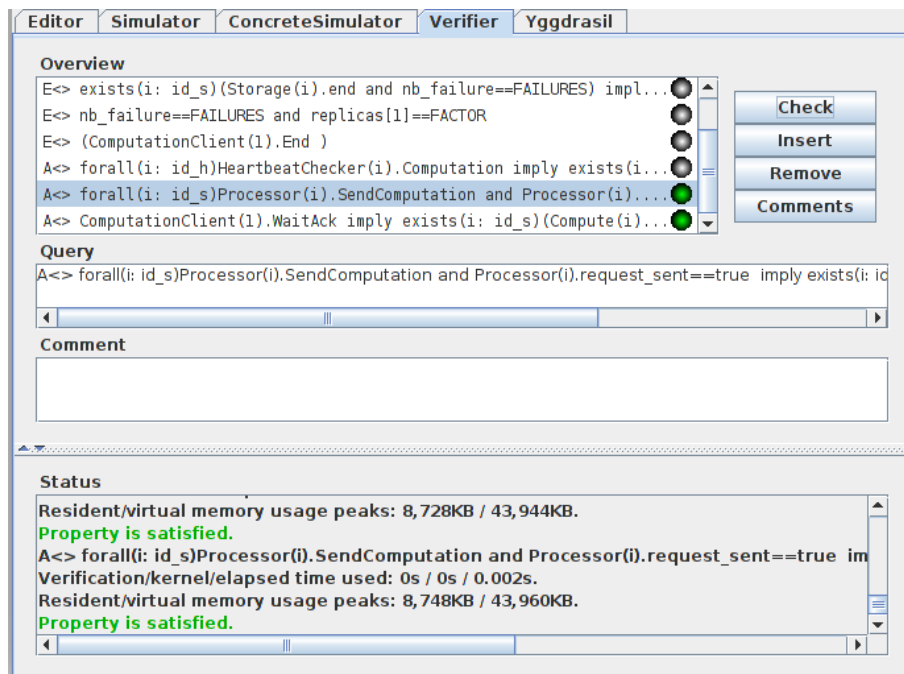 Editor Simulator ConcreteSimulator Verifier Yggdrasil
Overview
E<> exists(i: id_s)(Storage(i).end and nb_failure==FAILURES) impl...
E<> nb_failure==FAILURES and replicas[1]==FACTOR
E<> (ComputationClient(1).End )
A<> forall(i: id_h)HeartbeatChecker(i).Computation imply exists(i...
A<> forall(i: id_s)Processor(i).SendComputation and Processor(i)....
A<> ComputationClient(1).WaitAck imply exists(i: id_s)(Compute(i)...
Check
Insert
Remove
Comments
Query
A<> forall(i: id_s)Processor(i).SendComputation and Processor(i).request_sent==true imply exists(i: id
Comment
Status
Resident/virtual memory usage peaks: 8,728KB / 43,944KB.
Property is satisfied.
A<> forall(i: id_s)Processor(i).SendComputation and Processor(i).request_sent==true im
Verification/kernel/elapsed time used: 0s / 0s / 0.002s.
Resident/virtual memory usage peaks: 8,748KB / 43,960KB.
Property is satisfied.